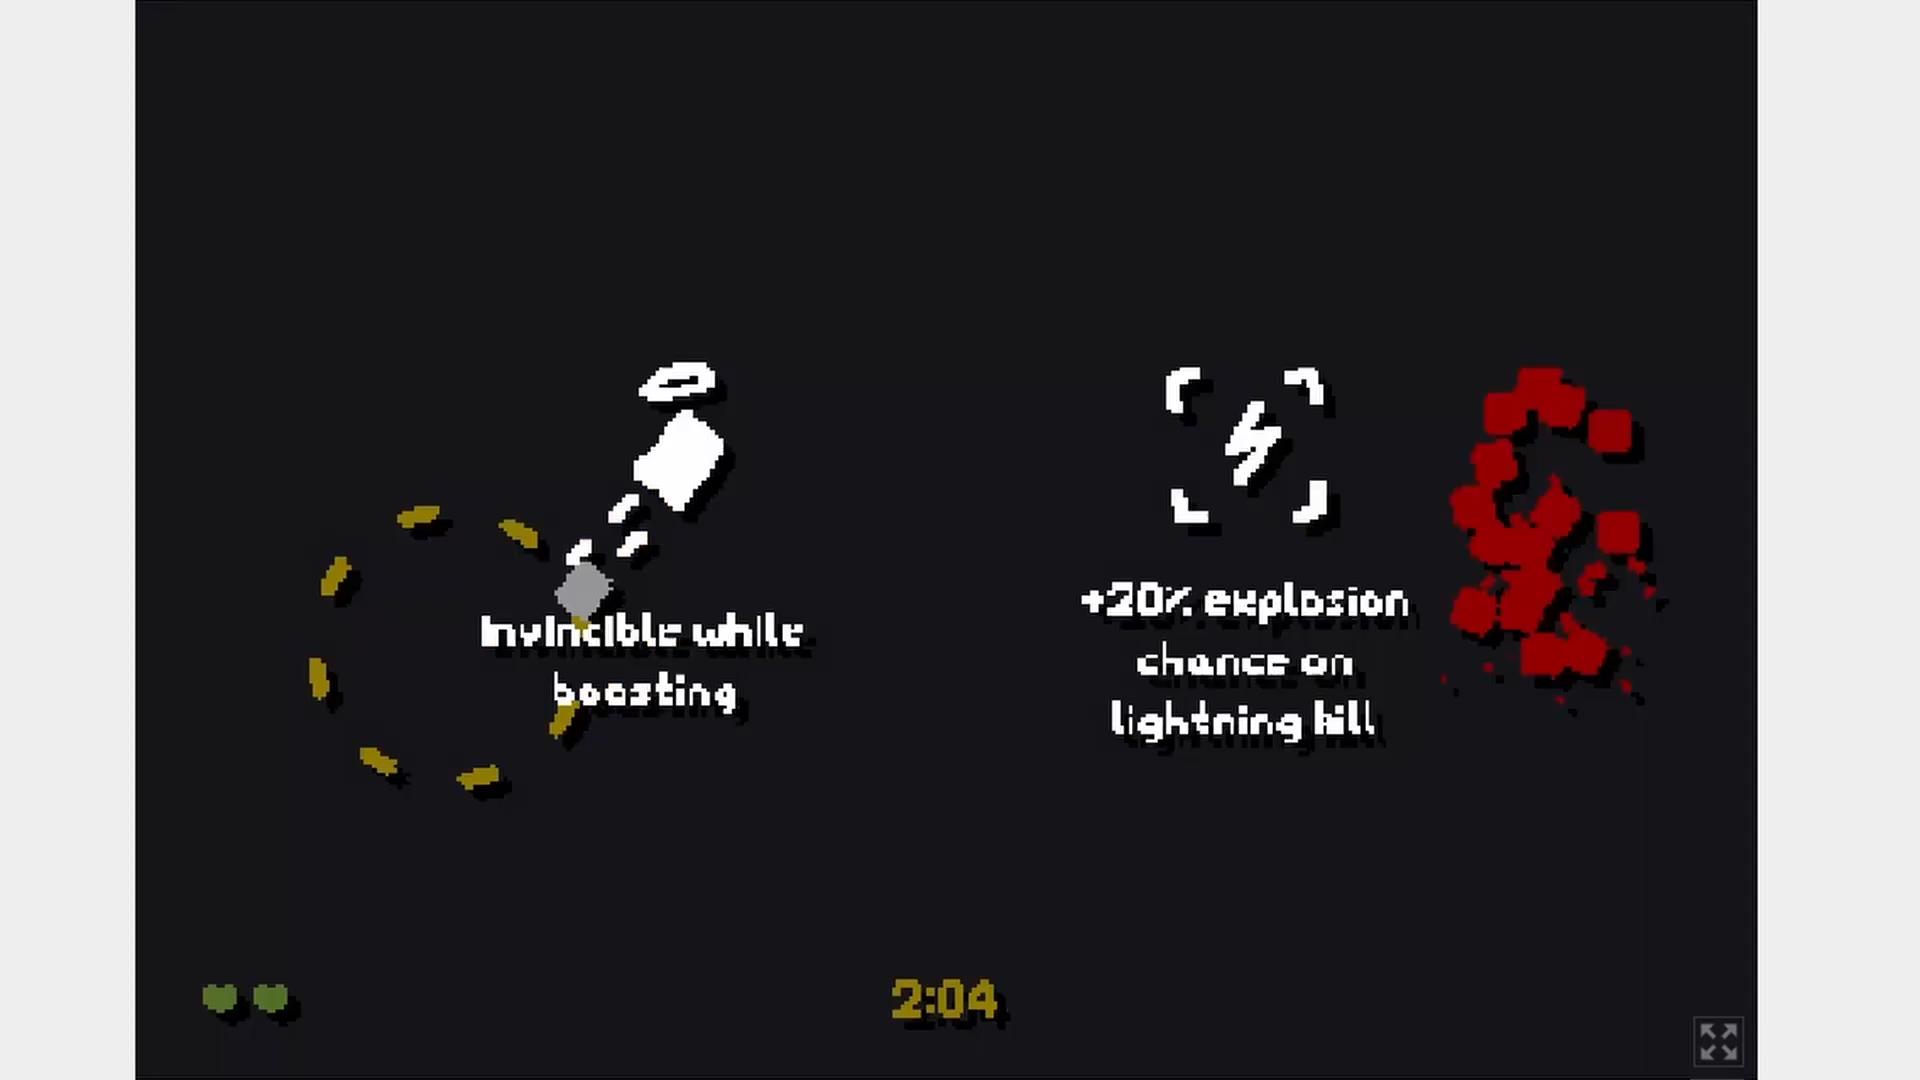 Invincible while
boosting
+20% explosion
chance on
lightning kill
2:04